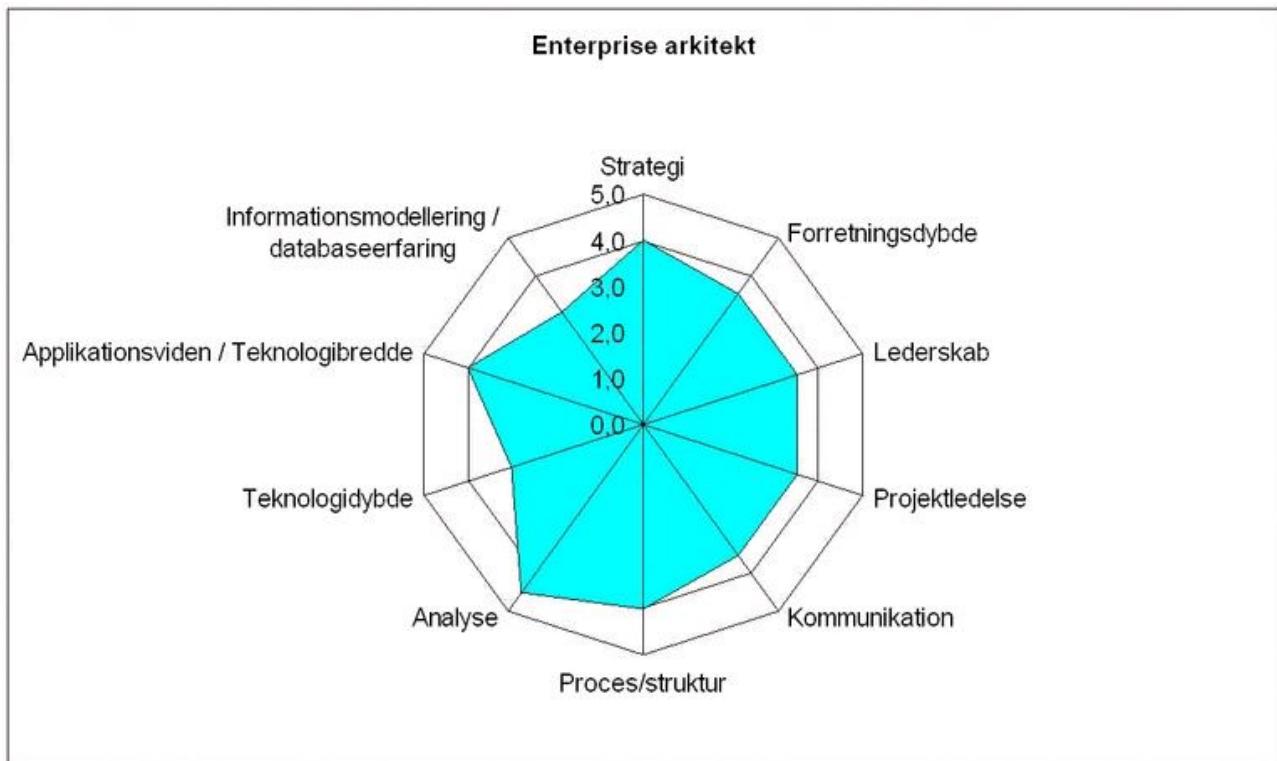 Enterprise arkitekt
Strategi
5,0
4,0
3,0
2,0
1,0
0,0
Forretningsdybde
Lederskab
Projektledelse
Kommunikation
Proces/struktur
Analyse
Teknologidybde
Applikationsviden / Teknologibredde
Informationsmodellering /
databaseerfaring